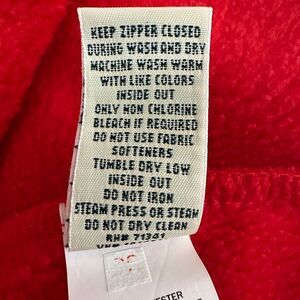 KEEP ZIPPER CLOSED
DURING WASH AND DRY
MACHINE WASH WARM
WITH LIKE COLORS
INSIDE OUT
ONLY NON CHLORINE
BLEACH IF REQUIRED
DO NOT USE FABRIC
SOFTENERS
TUMBLE DRY LOW
INSIDE OUT
DO NOT IRON
STEAM PRESS OR STEAM
DO NOT DRY CLEAN
RN# 71341